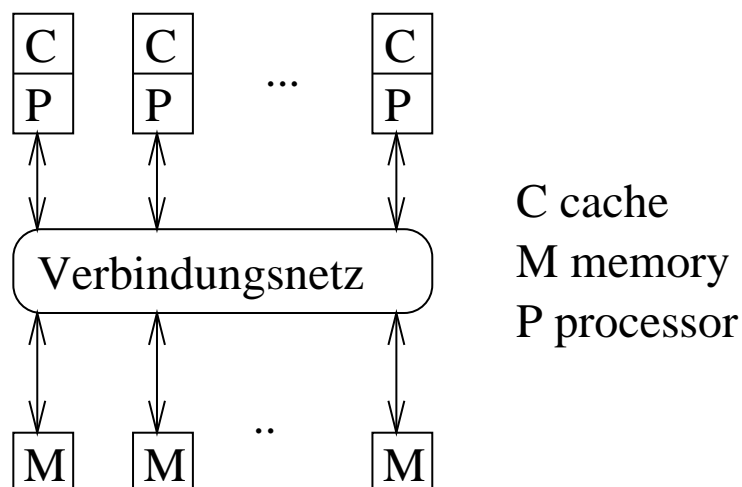 C C C
P P ... P
Verbindungsnetz
C cache
M memory
P processor
..
M M M